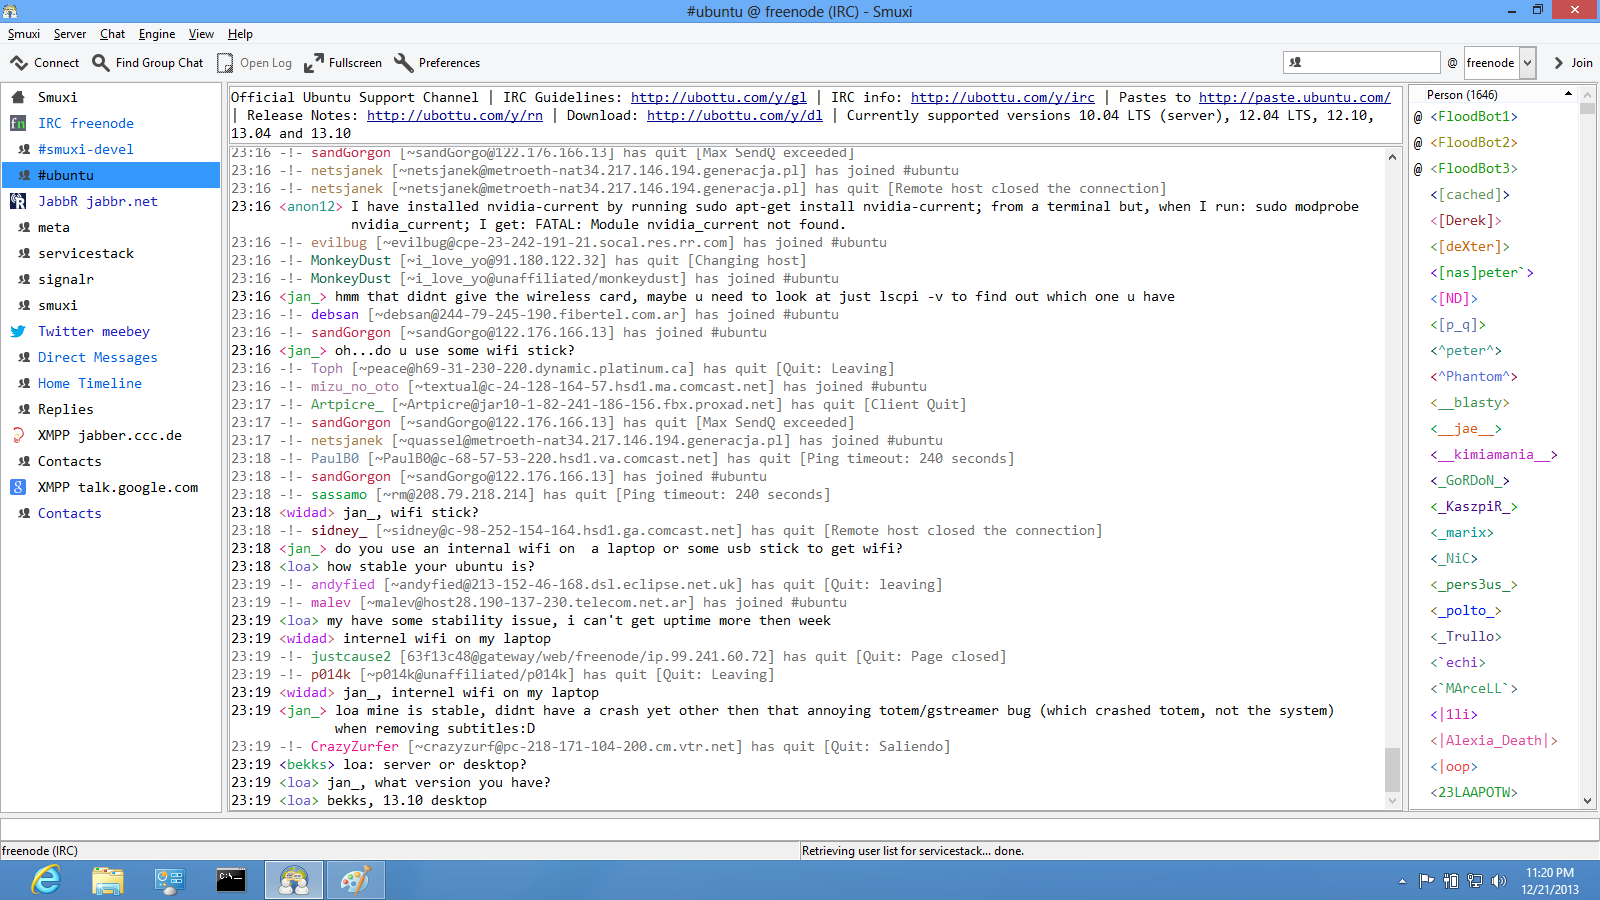 #ubuntu @ freenode (IRC) - Smuxi
Smuxi Server Chat Engine View Help
Connect Find Group Chat Open Log Fullscreen Preferences @ freenode Join
Smuxi
IRC freenode
#smuxi-devel
#ubuntu
JabbR jabbr.net
meta
servicestack
signalr
smuxi
Twitter meebey
Direct Messages
Home Timeline
Replies
XMPP jabber.ccc.de
Contacts
XMPP talk.google.com
Contacts
Official Ubuntu Support Channel | IRC Guidelines: http://ubottu.com/y/gl | IRC info: http://ubottu.com/y/irc | Pastes to http://paste.ubuntu.com/
| Release Notes: http://ubottu.com/y/rn | Download: http://ubottu.com/y/dl | Currently supported versions 10.04 LTS (server), 12.04 LTS, 12.10,
13.04 and 13.10
23:16 -!- sandGorgon [~sandGorgo@122.176.166.13] has quit [Max SendQ exceeded]
23:16 -!- netsjanek [~netsjanek@metroeth-nat34.217.146.194.generacja.pl] has joined #ubuntu
23:16 -!- netsjanek [~netsjanek@metroeth-nat34.217.146.194.generacja.pl] has quit [Remote host closed the connection]
23:16 <anon12> I have installed nvidia-current by running sudo apt-get install nvidia-current; from a terminal but, when I run: sudo modprobe
nvidia_current; I get: FATAL: Module nvidia_current not found.
23:16 -!- evilbug [~evilbug@cpe-23-242-191-21.socal.res.rr.com] has joined #ubuntu
23:16 -!- MonkeyDust [~i_love_yo@91.180.122.32] has quit [Changing host]
23:16 -!- MonkeyDust [~i_love_yo@unaffiliated/monkeydust] has joined #ubuntu
23:16 <jan_> hmm that didnt give the wireless card, maybe u need to look at just lscpi -v to find out which one u have
23:16 -!- debsan [~debsan@244-79-245-190.fibertel.com.ar] has joined #ubuntu
23:16 -!- sandGorgon [~sandGorgo@122.176.166.13] has joined #ubuntu
23:16 <jan_> oh...do u use some wifi stick?
23:16 -!- Toph [~peace@h69-31-230-220.dynamic.platinum.ca] has quit [Quit: Leaving]
23:16 -!- mizu_no_oto [~textual@c-24-128-164-57.hsd1.ma.comcast.net] has joined #ubuntu
23:17 -!- Artpicre_ [~Artpicre@jar10-1-82-241-186-156.fbx.proxad.net] has quit [Client Quit]
23:17 -!- sandGorgon [~sandGorgo@122.176.166.13] has quit [Max SendQ exceeded]
23:17 -!- netsjanek [~quassel@metroeth-nat34.217.146.194.generacja.pl] has joined #ubuntu
23:18 -!- PaulB0 [~PaulB0@c-68-57-53-220.hsd1.va.comcast.net] has quit [Ping timeout: 240 seconds]
23:18 -!- sandGorgon [~sandGorgo@122.176.166.13] has joined #ubuntu
23:18 -!- sassamo [~rm@208.79.218.214] has quit [Ping timeout: 240 seconds]
23:18 <widad> jan_, wifi stick?
23:18 -!- sidney_ [~sidney@c-98-252-154-164.hsd1.ga.comcast.net] has quit [Remote host closed the connection]
23:18 <jan_> do you use an internal wifi on  a laptop or some usb stick to get wifi?
23:18 <loa> how stable your ubuntu is?
23:19 -!- andyfied [~andyfied@213-152-46-168.dsl.eclipse.net.uk] has quit [Quit: leaving]
23:19 -!- malev [~malev@host28.190-137-230.telecom.net.ar] has joined #ubuntu
23:19 <loa> my have some stability issue, i can't get uptime more then week
23:19 <widad> internel wifi on my laptop
23:19 -!- justcause2 [63f13c48@gateway/web/freenode/ip.99.241.60.72] has quit [Quit: Page closed]
23:19 -!- p014k [~p014k@unaffiliated/p014k] has quit [Quit: Leaving]
23:19 <widad> jan_, internel wifi on my laptop
23:19 <jan_> loa mine is stable, didnt have a crash yet other then that annoying totem/gstreamer bug (which crashed totem, not the system)
when removing subtitles:D
23:19 -!- CrazyZurfer [~crazyzurf@pc-218-171-104-200.cm.vtr.net] has quit [Quit: Saliendo]
23:19 <bekks> loa: server or desktop?
23:19 <loa> jan_, what version you have?
23:19 <loa> bekks, 13.10 desktop
Person (1646)
@ <FloodBot1>
@ <FloodBot2>
@ <FloodBot3>
<[cached]>
<[Derek]>
<[deXter]>
<[nas]peter`>
<[ND]>
<[p_q]>
<^peter^>
<^Phantom^>
<__blasty>
<__jae__>
<__kimiamania__>
<_GoRDoN_>
<_KaszpiR_>
<_marix>
<_NiC>
<_pers3us_>
<_polto_>
<_Trullo>
<`echi>
<`MArceLL`>
<|1li>
<|Alexia_Death|>
<|oop>
<23LAAPOTW>
freenode (IRC)
Retrieving user list for servicestack... done.
11:20 PM
12/21/2013